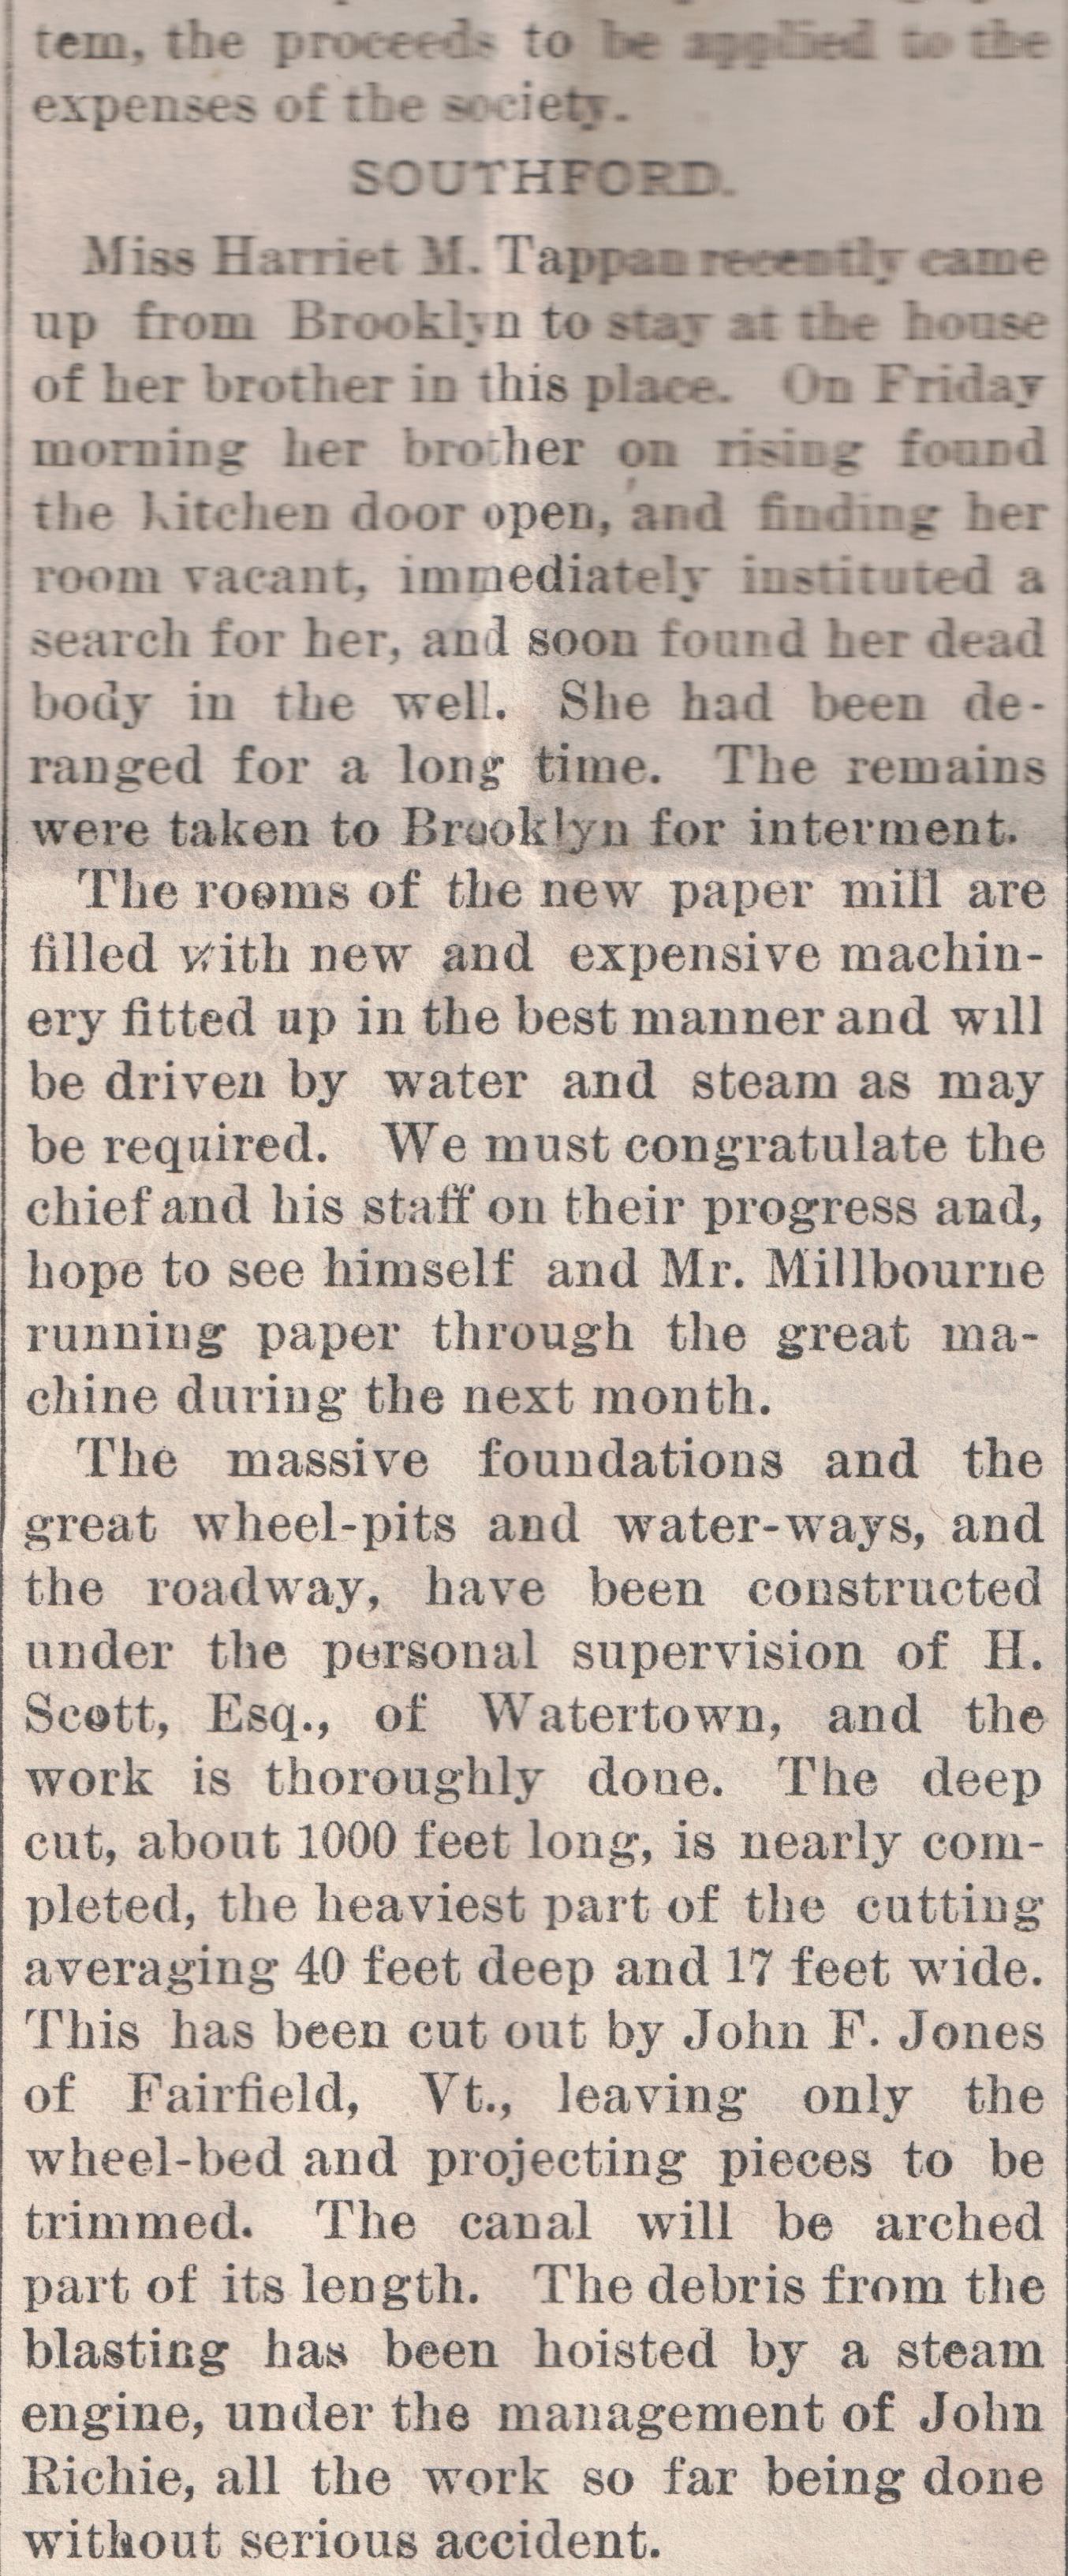 tem, the proceeds to be applied to the
expenses of the society.
SOUTHFORD.
Miss Harriet M. Tappan recently came
up from Brooklyn to stay at the house
of her brother in this place. On Friday
morning her brother on rising found
the kitchen door open, and finding her
room vacant, immediately instituted a
search for her, and soon found her dead
body in the well. She had been de-
ranged for a long time. The remains
were taken to Brooklyn for interment.
The rooms of the new paper mill are
filled with new and expensive machin-
ery fitted up in the best manner and will
be driven by water and steam as may
be required. We must congratulate the
chief and his staff on their progress and,
hope to see himself and Mr. Millbourne
running paper through the great ma-
chine during the next month.
The massive foundations and the
great wheel-pits and water-ways, and
the roadway, have been constructed
under the personal supervision of H.
Scott, Esq., of Watertown, and the
work is thoroughly done. The deep
cut, about 1000 feet long, is nearly com-
pleted, the heaviest part of the cutting
averaging 40 feet deep and 17 feet wide.
This has been cut out by John F. Jones
of Fairfield, Vt., leaving only the
wheel-bed and projecting pieces to be
trimmed. The canal will be arched
part of its length. The debris from the
blasting has been hoisted by a steam
engine, under the management of John
Richie, all the work so far being done
without serious accident.